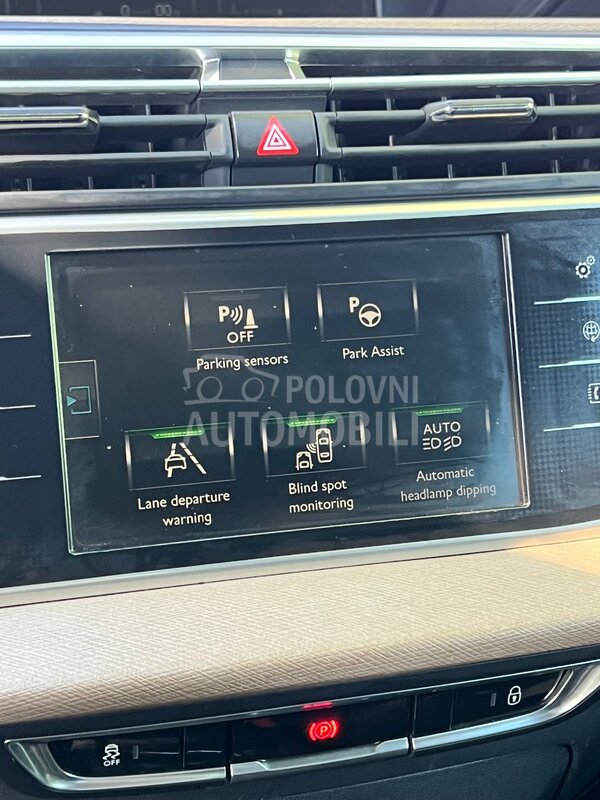 P
OFF
P
Parking sensors
Park Assist
POLOVNI
AUTOMOBILI
AUTO
Lane departure
warning
Blind spot
monitoring
Automatic
headlamp dipping
P
OFF